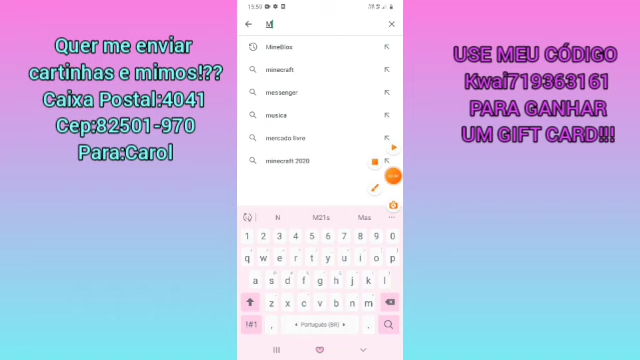 Quer me enviar
cartinhas e mimos!??
Caixa Postal:4041
Cep:82501-970
Para:Carol
15:50
M
MineBlox
minecraft
messenger
musica
mercado livre
minecraft 2020
N M21s Mas
1 2 3 4 5 6 7 8 9 0
q w e r t y u i o p
a s d f g h j k l
z x c v b n m
!#1 , Português (BR) .
USE MEU CÓDIGO
Kwai719363161
PARA GANHAR
UM GIFT CARD!!!